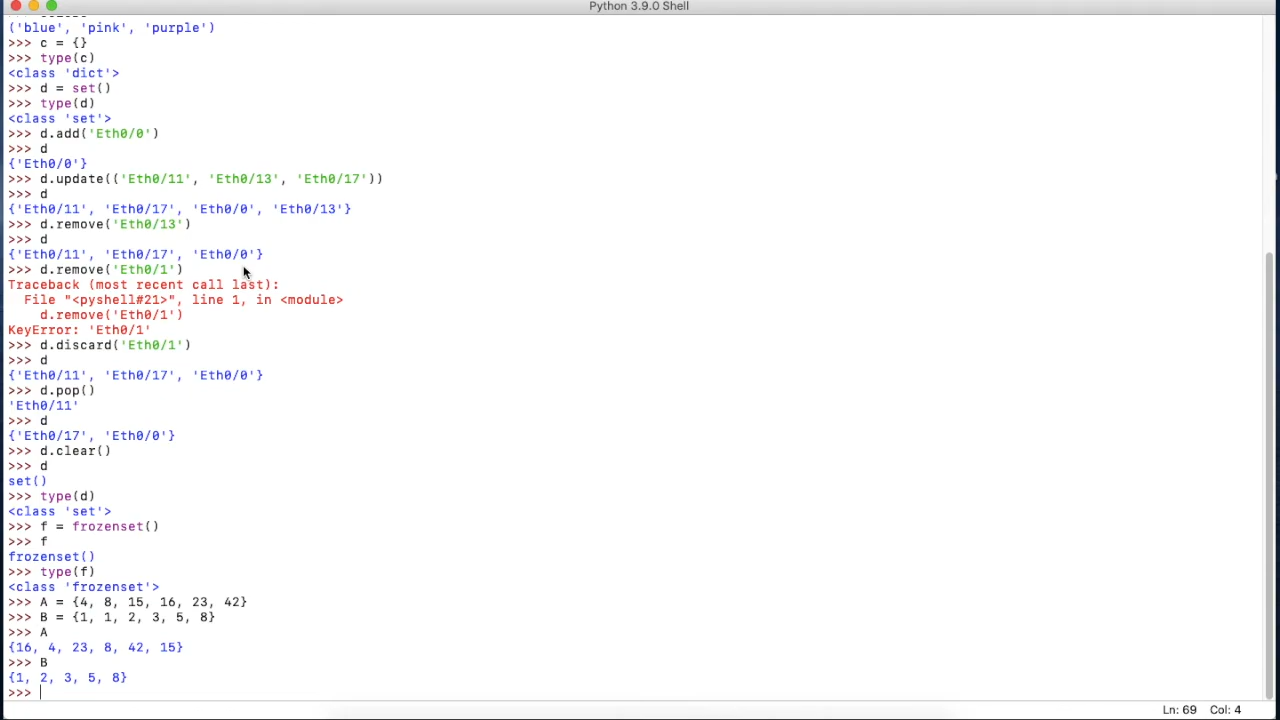 Python 3.9.0 Shell
('blue', 'pink', 'purple')
>>> c = {}
>>> type(c)
<class 'dict'>
>>> d = set()
>>> type(d)
<class 'set'>
>>> d.add('Eth0/0')
>>> d
{'Eth0/0'}
>>> d.update(('Eth0/11', 'Eth0/13', 'Eth0/17'))
>>> d
{'Eth0/11', 'Eth0/17', 'Eth0/0', 'Eth0/13'}
>>> d.remove('Eth0/13')
>>> d
{'Eth0/11', 'Eth0/17', 'Eth0/0'}
>>> d.remove('Eth0/1')
Traceback (most recent call last):
  File "<pyshell#21>", line 1, in <module>
    d.remove('Eth0/1')
KeyError: 'Eth0/1'
>>> d.discard('Eth0/1')
>>> d
{'Eth0/11', 'Eth0/17', 'Eth0/0'}
>>> d.pop()
'Eth0/11'
>>> d
{'Eth0/17', 'Eth0/0'}
>>> d.clear()
>>> d
set()
>>> type(d)
<class 'set'>
>>> f = frozenset()
>>> f
frozenset()
>>> type(f)
<class 'frozenset'>
>>> A = {4, 8, 15, 16, 23, 42}
>>> B = {1, 1, 2, 3, 5, 8}
>>> A
{16, 4, 23, 8, 42, 15}
>>> B
{1, 2, 3, 5, 8}
>>>
Ln: 69 Col: 4